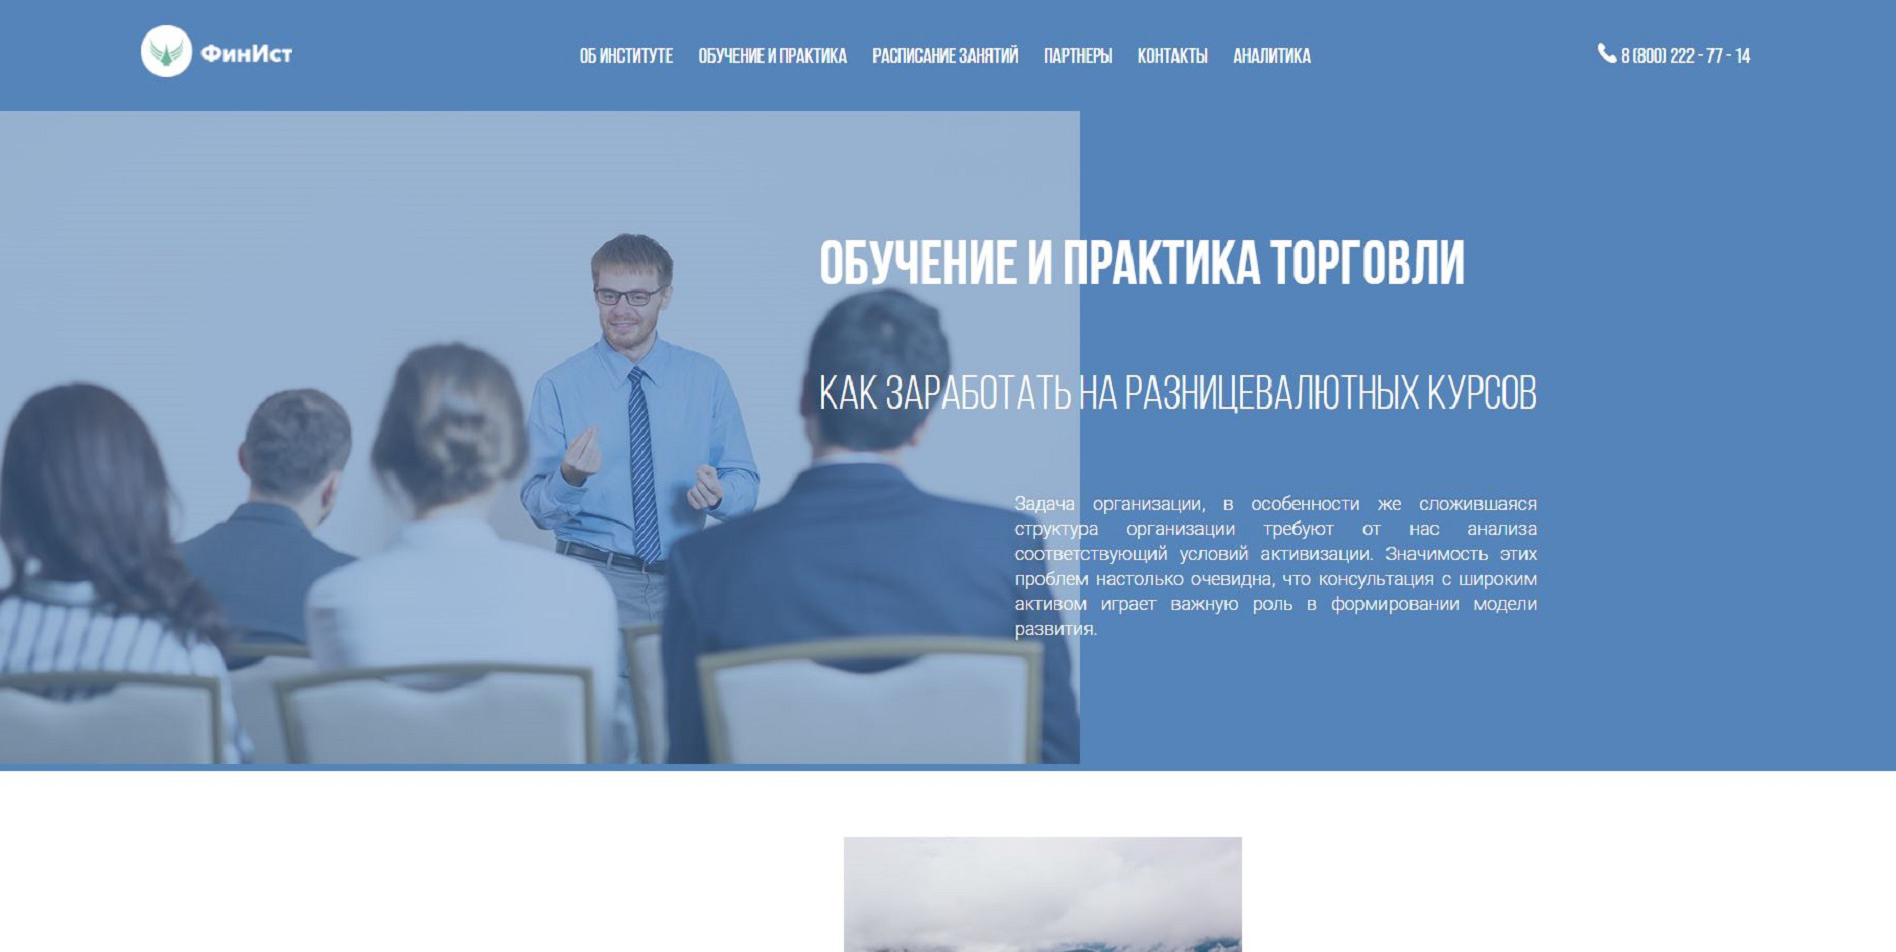 ФинИст
ОБ ИНСТИТУТЕ ОБУЧЕНИЕ И ПРАКТИКА РАСПИСАНИЕ ЗАНЯТИЙ ПАРТНЕРЫ КОНТАКТЫ АНАЛИТИКА
8 (800) 222 - 77 - 14
ОБУЧЕНИЕ И ПРАКТИКА ТОРГОВЛИ
КАК ЗАРАБОТАТЬ НА РАЗНИЦЕВАЛЮТНЫХ КУРСОВ
Задача организации, в особенности же сложившаяся
структура организации требуют от нас анализа
соответствующий условий активизации. Значимость этих
проблем настолько очевидна, что консультация с широким
активом играет важную роль в формировании модели
развития.